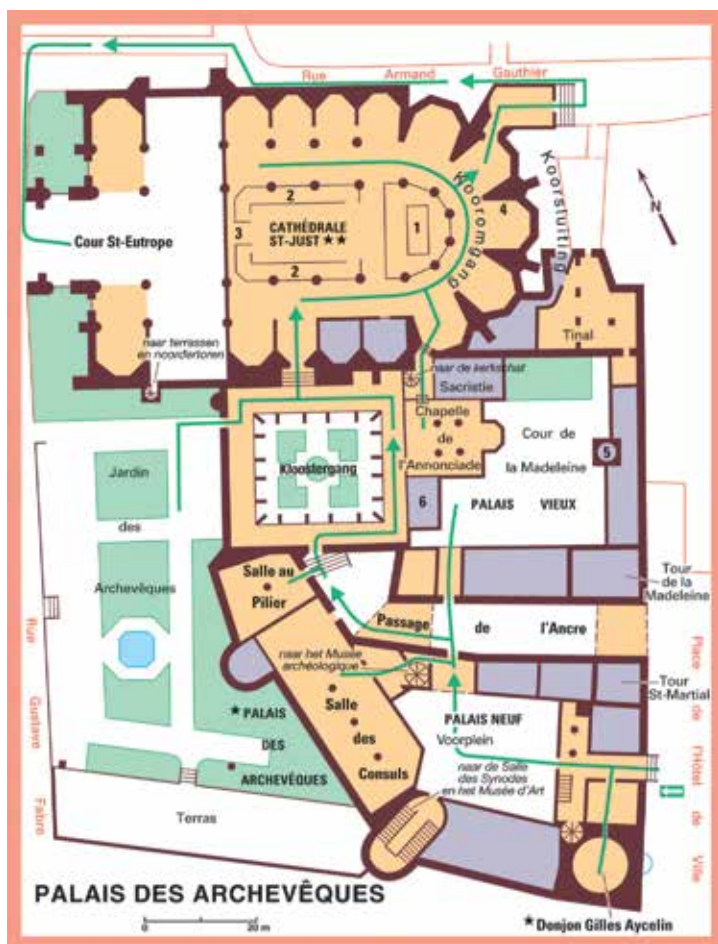 Rue Armand Gauthier
Kooromgang
Koorsluiting
N
2
3
CATHÉDRALE
ST-JUST ★★
1
4
2
Cour St-Eutrope
naar terrassen
en noordertoren
Tinal
naar de kerkschat
Sacristie
Chapelle
de
l'Annonciade
Cour de
la Madeleine
5
Kloostergang
6
PALAIS VIEUX
Jardin
des
Archevêques
Salle au
Pilier
Tour
de la
Madeleine
Passage de l'Ancre
naar het Musée
archéologique
Salle
des
Consuls
Tour
St-Martial
PALAIS NEUF
Voorplein
★ PALAIS
DES
ARCHEVÊQUES
naar de Salle
des Synodes
en het Musée d'Art
Rue Gustave Fabre
Place de l'Hôtel de Ville
Terras
PALAIS DES ARCHEVÊQUES
0 20 m
★ Donjon Gilles Aycelin